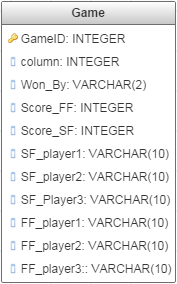 Game
GameID: INTEGER
column: INTEGER
Won_By: VARCHAR(2)
Score_FF: INTEGER
Score_SF: INTEGER
SF_player1: VARCHAR(10)
SF_player2: VARCHAR(10)
SF_Player3: VARCHAR(10)
FF_player1: VARCHAR(10)
FF_player2: VARCHAR(10)
FF_player3:: VARCHAR(10)